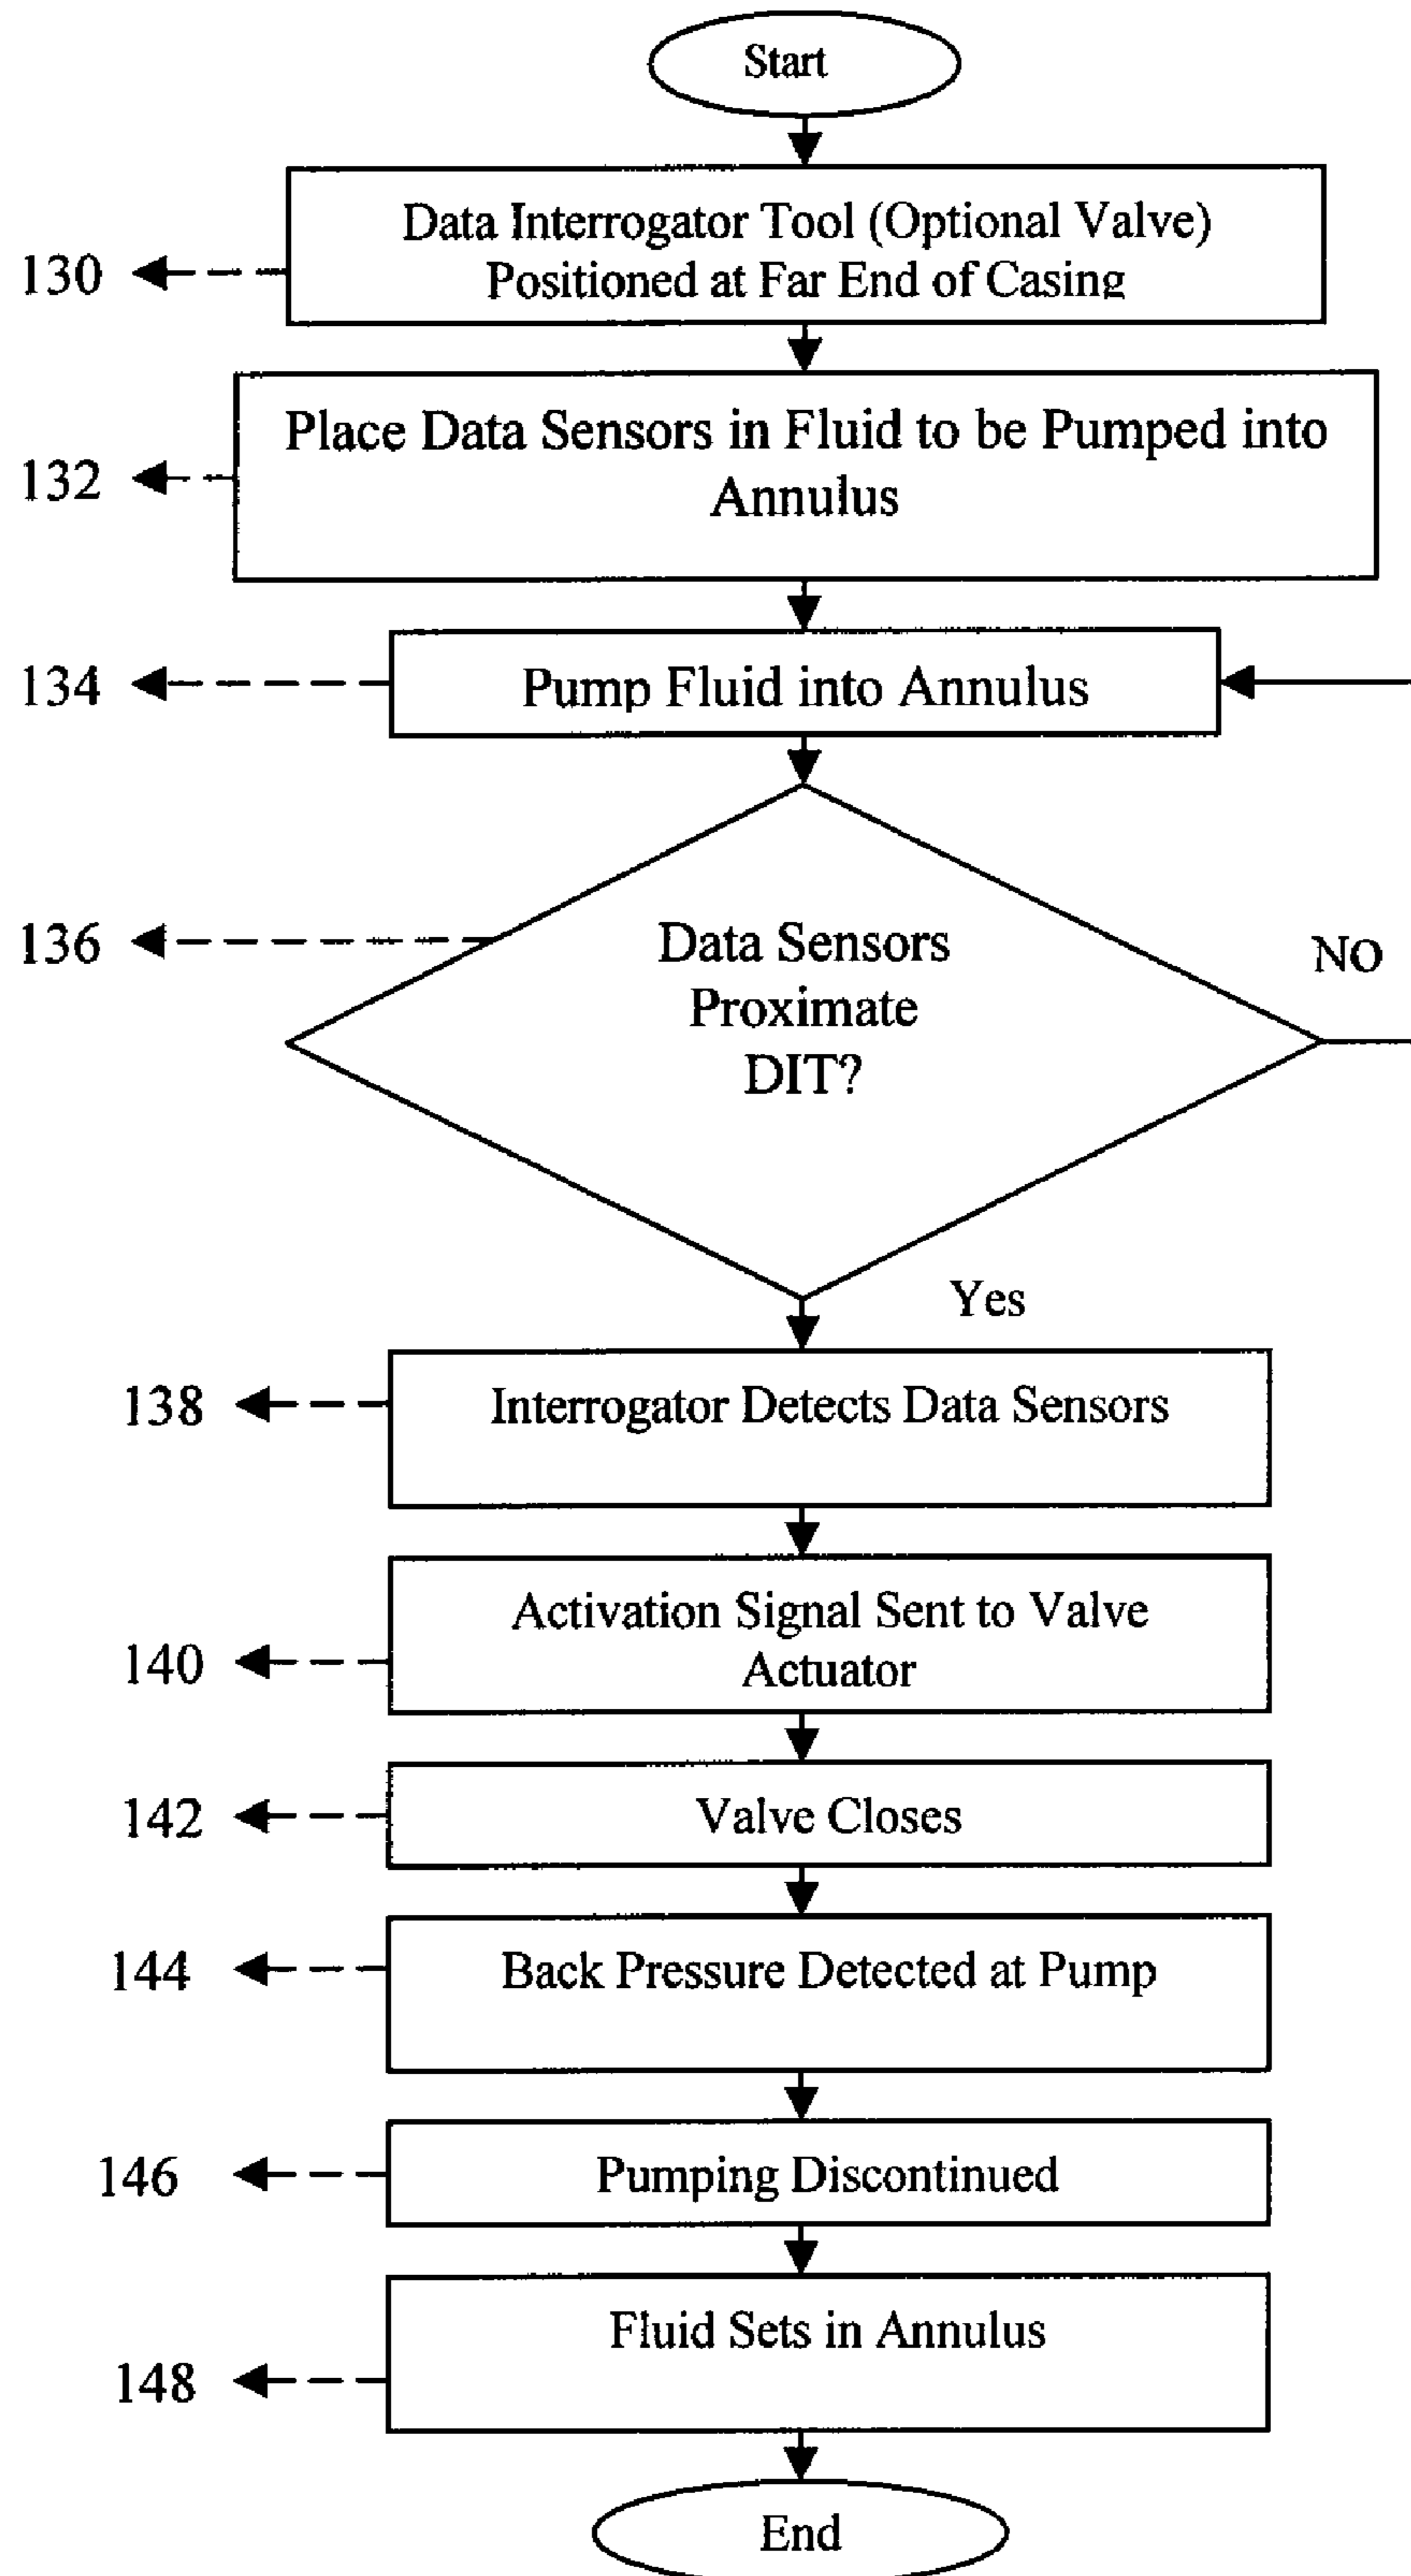 Start
130
Data Interrogator Tool (Optional Valve)
Positioned at Far End of Casing
132
Place Data Sensors in Fluid to be Pumped into
Annulus
134
Pump Fluid into Annulus
136
Data Sensors
Proximate
DIT?
NO
Yes
138
Interrogator Detects Data Sensors
140
Activation Signal Sent to Valve
Actuator
142
Valve Closes
144
Back Pressure Detected at Pump
146
Pumping Discontinued
148
Fluid Sets in Annulus
End